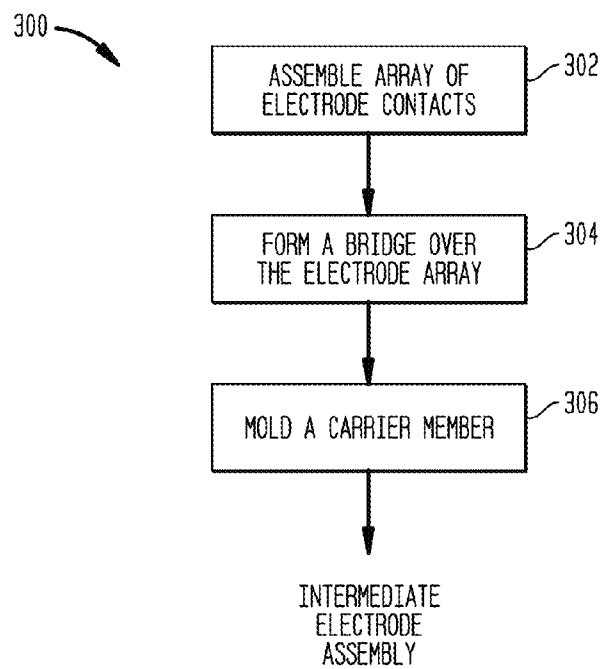 300
ASSEMBLE ARRAY OF
ELECTRODE CONTACTS
302
FORM A BRIDGE OVER
THE ELECTRODE ARRAY
304
MOLD A CARRIER MEMBER
306
INTERMEDIATE
ELECTRODE
ASSEMBLY